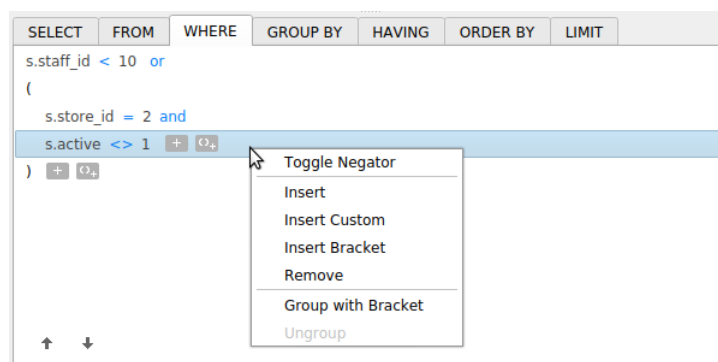 SELECT FROM WHERE GROUP BY HAVING ORDER BY LIMIT
s.staff_id < 10 or
(
s.store_id = 2 and
s.active <> 1 + ()+
) + ()+
Toggle Negator
Insert
Insert Custom
Insert Bracket
Remove
Group with Bracket
Ungroup